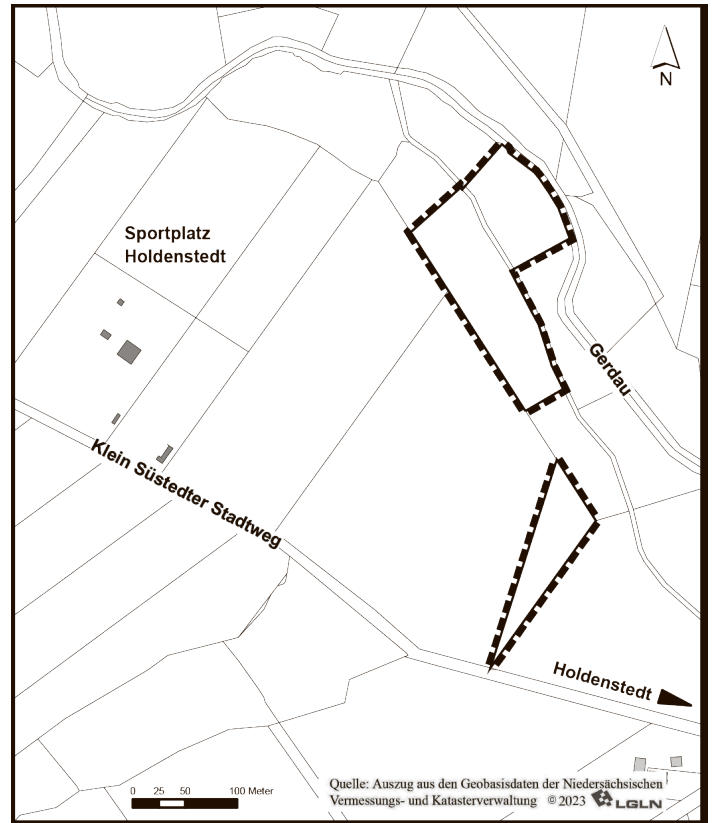 N
Sportplatz
Holdenstedt
Gerdau
Klein Süstedter Stadtweg
Holdenstedt
0 25 50 100 Meter
Quelle: Auszug aus den Geobasisdaten der Niedersächsischen
Vermessungs- und Katasterverwaltung © 2023 LGLN